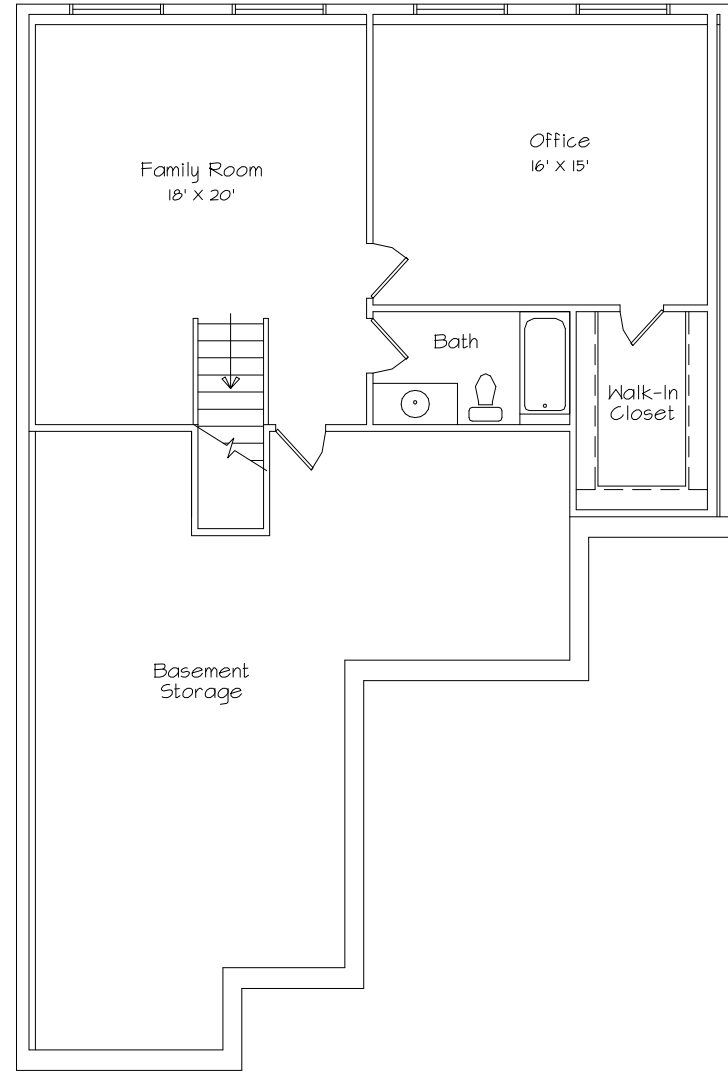 Family Room
18' X 20'
Office
16' X 15'
Bath
Walk-In
Closet
Basement
Storage